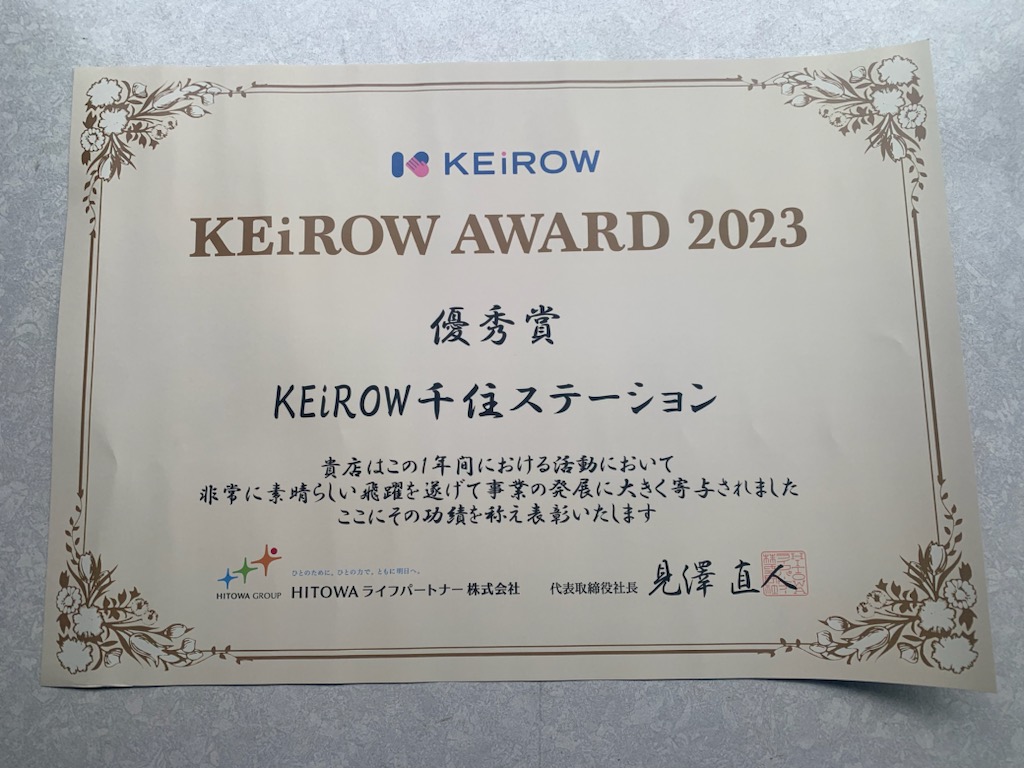 KEiROW
KEiROW AWARD 2023
優秀賞
KEiROW千住ステーション
貴店はこの1年間における活動において
非常に素晴らしい飛躍を遂げて事業の発展に大きく寄与されました
ここにその功績を称え表彰いたします
ひとのために、ひとの力で、ともに明日へ。
HITOWA GROUP HITOWAライフパートナー株式会社 代表取締役社長 見澤 直人